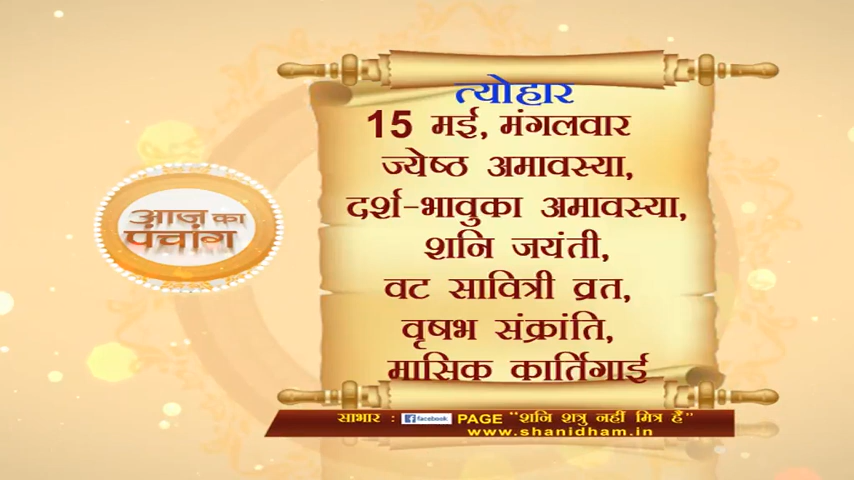 आज का
पंचांग
त्योहार
15 मई, मंगलवार
ज्येष्ठ अमावस्या,
दर्श-भावुका अमावस्या,
शनि जयंती,
वट सावित्री व्रत,
वृषभ संक्रांति,
मासिक कार्तिगाई
साभार : facebook PAGE "शनि शत्रु नहीं मित्र हैं"
www.shanidham.in